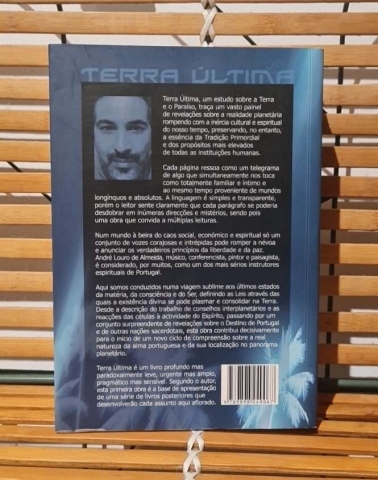 TERRA ÚLTIMA
Terra Última, um estudo sobre a Terra
e o Paraíso, traça um vasto painel
de revelações sobre a realidade planetária
rompendo com a inércia cultural e espiritual
do nosso tempo, preservando, no entanto,
a essência da Tradição Primordial
e dos propósitos mais elevados
de todas as instituições humanas.
Cada página ressoa como um telegrama
de algo que simultaneamente nos toca
como totalmente familiar e íntimo e
ao mesmo tempo proveniente de mundos
longínquos e absolutos. A linguagem é simples e transparente,
porém o leitor sente claramente que cada parágrafo se poderia
desdobrar em inúmeras direcções e mistérios, sendo pois
uma obra que convida a múltiplas leituras.
Num mundo à beira do caos social, económico e espiritual só
um conjunto de vozes corajosas e intrépidas pode romper a névoa
e anunciar os verdadeiros princípios da liberdade e da paz.
André Louro de Almeida, músico, conferencista, pintor e paisagista,
é considerado, por muitos, como um dos mais sérios instrutores
espirituais de Portugal.
Aqui somos conduzidos numa viagem sublime aos últimos estados
da matéria, da consciência e do Ser, definindo as Leis através das
quais a existência divina se pode plasmar e consolidar na Terra.
Desde a descrição do trabalho de conselhos interplanetários e as
reacções das células à actividade do Espírito, passando por um
conjunto surpreendente de revelações sobre o Destino de Portugal
e de outras nações sacerdotais, esta obra contribui decisivamente
para o início de um novo ciclo de compreensão sobre a real
natureza da alma portuguesa e da sua localização no panorama
planetário.
Terra Última é um livro profundo mas
paradoxalmente leve, urgente mas amplo,
pragmático mas sensível. Segundo o autor,
esta primeira obra é a base de apresentação
de uma série de livros posteriores que
desenvolverão cada assunto aqui aflorado.